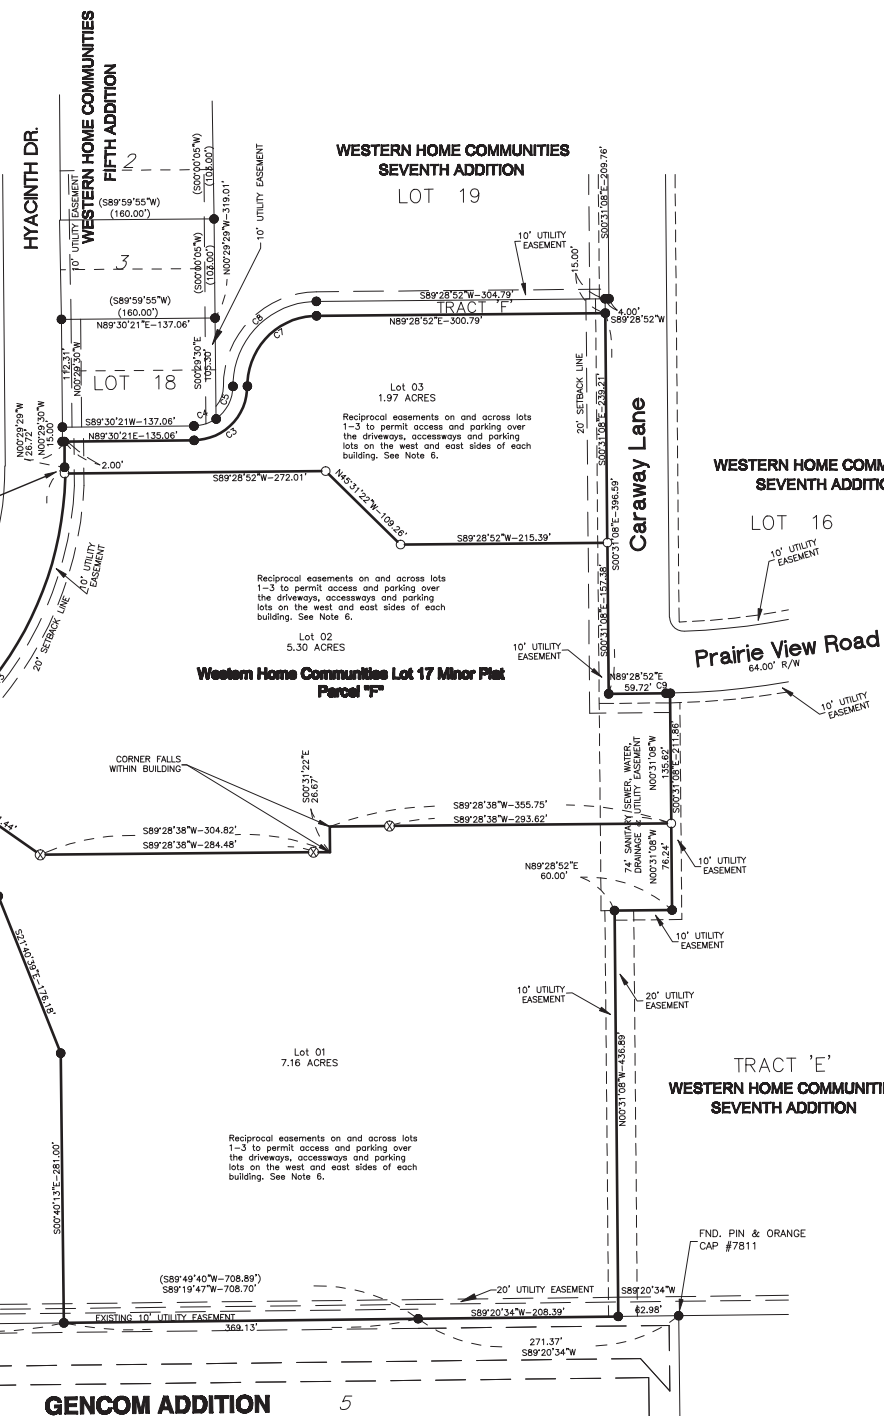 HYACINTH DR.
WESTERN HOME COMMUNITIES
FIFTH ADDITION
2
(S00°00'05"W)
(103.00')
10' UTILITY EASEMENT
10' UTILITY EASEMENT
(S89°59'55"W)
(160.00')
N00°29'29"W-319.01'
3
(S00°00'05"W)
(103.00')
(S89°59'55"W)
(160.00')
N89°30'21"E-137.06'
112.31'
N00°29'30"W
LOT 18
S00°29'30"E
105.30'
N00°29'29"W
26.72'
N00°29'30"W
15.00'
S89°30'21W-137.06'
N89°30'21E-135.06'
2.00'
C4
C5
C3
C8
C7
WESTERN HOME COMMUNITIES
SEVENTH ADDITION
LOT 19
S00°31'08"E-209.76'
10' UTILITY
EASEMENT
15.00'
S89°28'52"W-304.79'
TRACT 'F'
N89°28'52"E-300.79'
4.00'
S89°28'52"W
Lot 03
1.97 ACRES
Reciprocal easements on and across lots
1-3 to permit access and parking over
the driveways, accessways and parking
lots on the west and east sides of each
building. See Note 6.
20' SETBACK LINE
S00°31'08"E-239.21'
S00°31'08"E-396.59'
Caraway Lane
WESTERN HOME COMM
SEVENTH ADDITIO
LOT 16
S89°28'52"W-272.01'
N45°31'22"W-109.26'
S89°28'52"W-215.39'
10' UTILITY
EASEMENT
10' UTILITY
EASEMENT
20' SETBACK LINE
Reciprocal easements on and across lots
1-3 to permit access and parking over
the driveways, accessways and parking
lots on the west and east sides of each
building. See Note 6.
S00°31'08"E-157.38'
Lot 02
5.30 ACRES
10' UTILITY
EASEMENT
Prairie View Road
64.00' R/W
Western Home Communities Lot 17 Minor Plat
Parcel "F"
N89°28'52"E
59.72'
C9
10' UTILITY
EASEMENT
CORNER FALLS
WITHIN BUILDING
S00°31'22"E
26.67'
74' SANITARY SEWER, WATER,
DRAINAGE & UTILITY EASEMENT
N00°31'08"W
135.62'
S00°31'08"E-211.86'
S89°28'38"W-355.75'
S89°28'38"W-293.62'
S89°28'38"W-304.82'
S89°28'38"W-284.48'
N89°28'52"E
60.00'
N00°31'08"W
76.24'
10' UTILITY
EASEMENT
S21°40'39"E-176.18'
10' UTILITY
EASEMENT
10' UTILITY
EASEMENT
20' UTILITY
EASEMENT
Lot 01
7.16 ACRES
N00°31'08"W-436.89'
TRACT 'E'
WESTERN HOME COMMUNITIE
SEVENTH ADDITION
Reciprocal easements on and across lots
1-3 to permit access and parking over
the driveways, accessways and parking
lots on the west and east sides of each
building. See Note 6.
S00°40'13"E-281.00'
FND. PIN & ORANGE
CAP #7811
(S89°49'40"W-708.89')
S89°19'47"W-708.70'
20' UTILITY EASEMENT
S89°20'34"W
62.98'
EXISTING 10' UTILITY EASEMENT
369.13'
S89°20'34"W-208.39'
271.37'
S89°20'34"W
GENCOM ADDITION
5